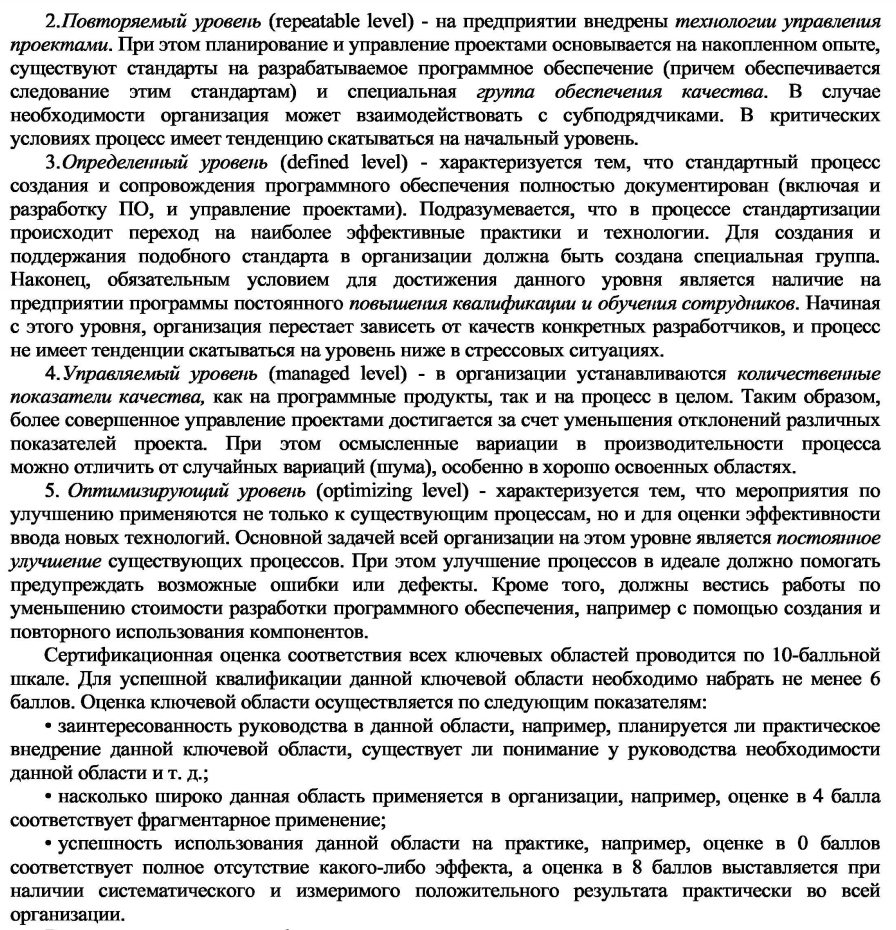 2.Повторяемый уровень (repeatable level) - на предприятии внедрены технологии управления
проектами. При этом планирование и управление проектами основывается на накопленном опыте,
существуют стандарты на разрабатываемое программное обеспечение (причем обеспечивается
следование этим стандартам) и специальная группа обеспечения качества. В случае
необходимости организация может взаимодействовать с субподрядчиками. В критических
условиях процесс имеет тенденцию скатываться на начальный уровень.
3.Определенный уровень (defined level) - характеризуется тем, что стандартный процесс
создания и сопровождения программного обеспечения полностью документирован (включая и
разработку ПО, и управление проектами). Подразумевается, что в процессе стандартизации
происходит переход на наиболее эффективные практики и технологии. Для создания и
поддержания подобного стандарта в организации должна быть создана специальная группа.
Наконец, обязательным условием для достижения данного уровня является наличие на
предприятии программы постоянного повышения квалификации и обучения сотрудников. Начиная
с этого уровня, организация перестает зависеть от качеств конкретных разработчиков, и процесс
не имеет тенденции скатываться на уровень ниже в стрессовых ситуациях.
4.Управляемый уровень (managed level) - в организации устанавливаются количественные
показатели качества, как на программные продукты, так и на процесс в целом. Таким образом,
более совершенное управление проектами достигается за счет уменьшения отклонений различных
показателей проекта. При этом осмысленные вариации в производительности процесса
можно отличить от случайных вариаций (шума), особенно в хорошо освоенных областях.
5. Оптимизирующий уровень (optimizing level) - характеризуется тем, что мероприятия по
улучшению применяются не только к существующим процессам, но и для оценки эффективности
ввода новых технологий. Основной задачей всей организации на этом уровне является постоянное
улучшение существующих процессов. При этом улучшение процессов в идеале должно помогать
предупреждать возможные ошибки или дефекты. Кроме того, должны вестись работы по
уменьшению стоимости разработки программного обеспечения, например с помощью создания и
повторного использования компонентов.
Сертификационная оценка соответствия всех ключевых областей проводится по 10-балльной
шкале. Для успешной квалификации данной ключевой области необходимо набрать не менее 6
баллов. Оценка ключевой области осуществляется по следующим показателям:
• заинтересованность руководства в данной области, например, планируется ли практическое
внедрение данной ключевой области, существует ли понимание у руководства необходимости
данной области и т. д.;
• насколько широко данная область применяется в организации, например, оценке в 4 балла
соответствует фрагментарное применение;
• успешность использования данной области на практике, например, оценке в 0 баллов
соответствует полное отсутствие какого-либо эффекта, а оценка в 8 баллов выставляется при
наличии систематического и измеримого положительного результата практически во всей
организации.